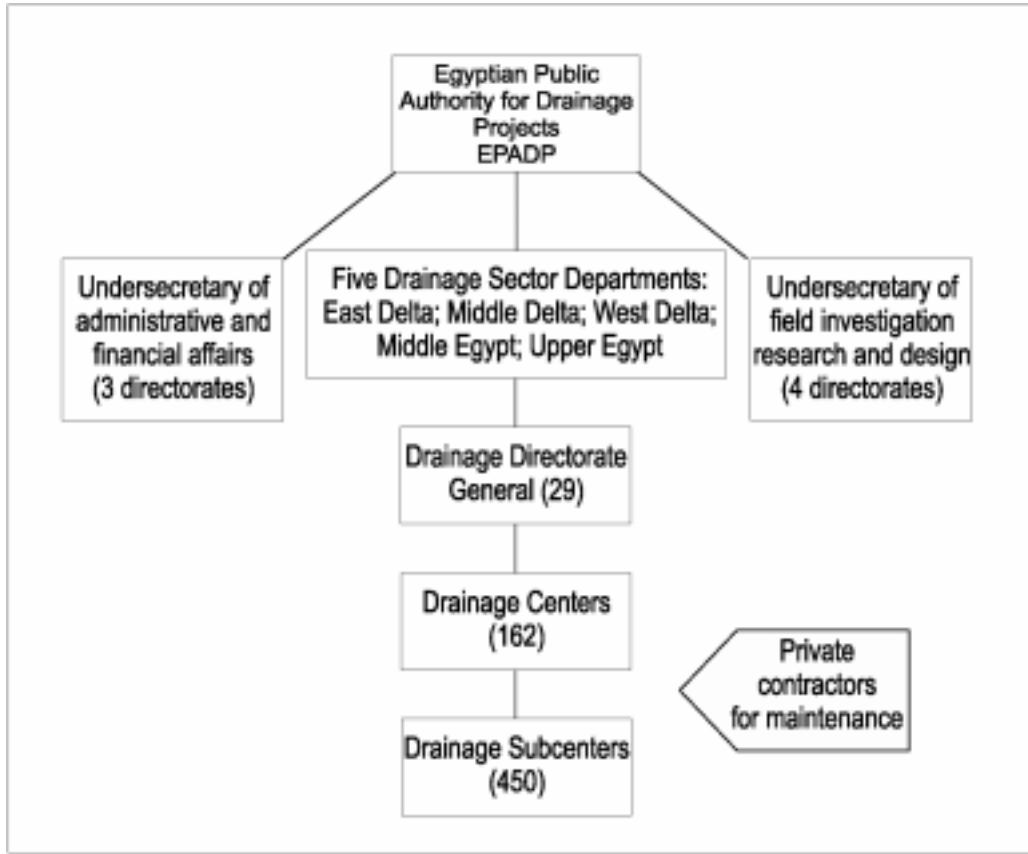 Egyptian Public
Authority for Drainage
Projects
EPADP
Undersecretary of
administrative and
financial affairs
(3 directorates)
Five Drainage Sector Departments:
East Delta; Middle Delta; West Delta;
Middle Egypt; Upper Egypt
Undersecretary of
field investigation
research and design
(4 directorates)
Drainage Directorate
General (29)
Drainage Centers
(162)
Private
contractors
for maintenance
Drainage Subcenters
(450)